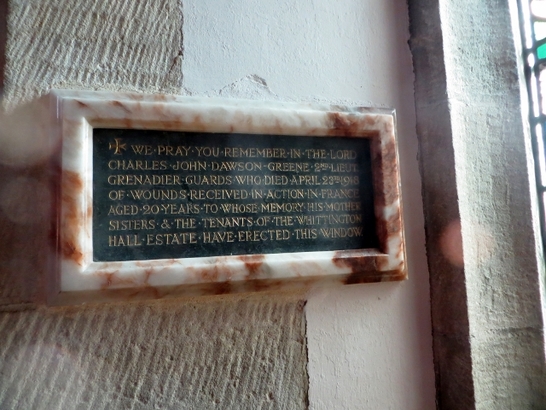 WE·PRAY·YOU·REMEMBER·IN·THE·LORD
CHARLES·JOHN·DAWSON·GREENE·2ND LIEUT.
GRENADIER·GUARDS·WHO·DIED·APRIL·23RD·1918
OF·WOUNDS·RECEIVED·IN·ACTION·IN·FRANCE
AGED·20·YEARS·TO·WHOSE·MEMORY·HIS·MOTHER
SISTERS·&·THE·TENANTS·OF·THE·WHITTINGTON
HALL·ESTATE·HAVE·ERECTED·THIS·WINDOW.